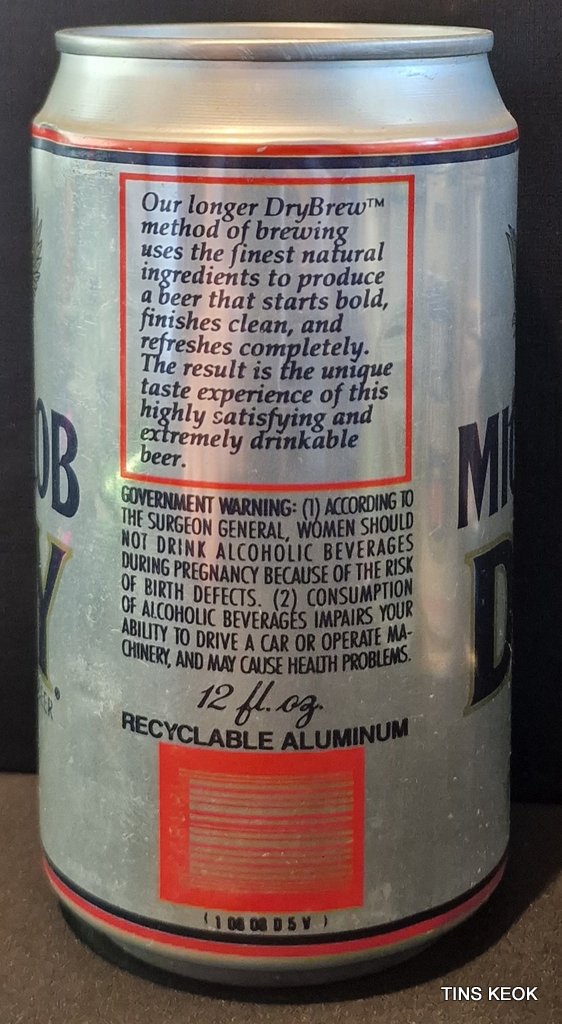 Our longer DryBrew™
method of brewing
uses the finest natural
ingredients to produce
a beer that starts bold,
finishes clean, and
refreshes completely.
The result is the unique
taste experience of this
highly satisfying and
extremely drinkable
beer.
OB
Y.
MI
D
GOVERNMENT WARNING: (1) ACCORDING TO
THE SURGEON GENERAL, WOMEN SHOULD
NOT DRINK ALCOHOLIC BEVERAGES
DURING PREGNANCY BECAUSE OF THE RISK
OF BIRTH DEFECTS. (2) CONSUMPTION
OF ALCOHOLIC BEVERAGES IMPAIRS YOUR
ABILITY TO DRIVE A CAR OR OPERATE MA-
CHINERY, AND MAY CAUSE HEALTH PROBLEMS.
12 fl. oz.
RECYCLABLE ALUMINUM
TINS KEOK